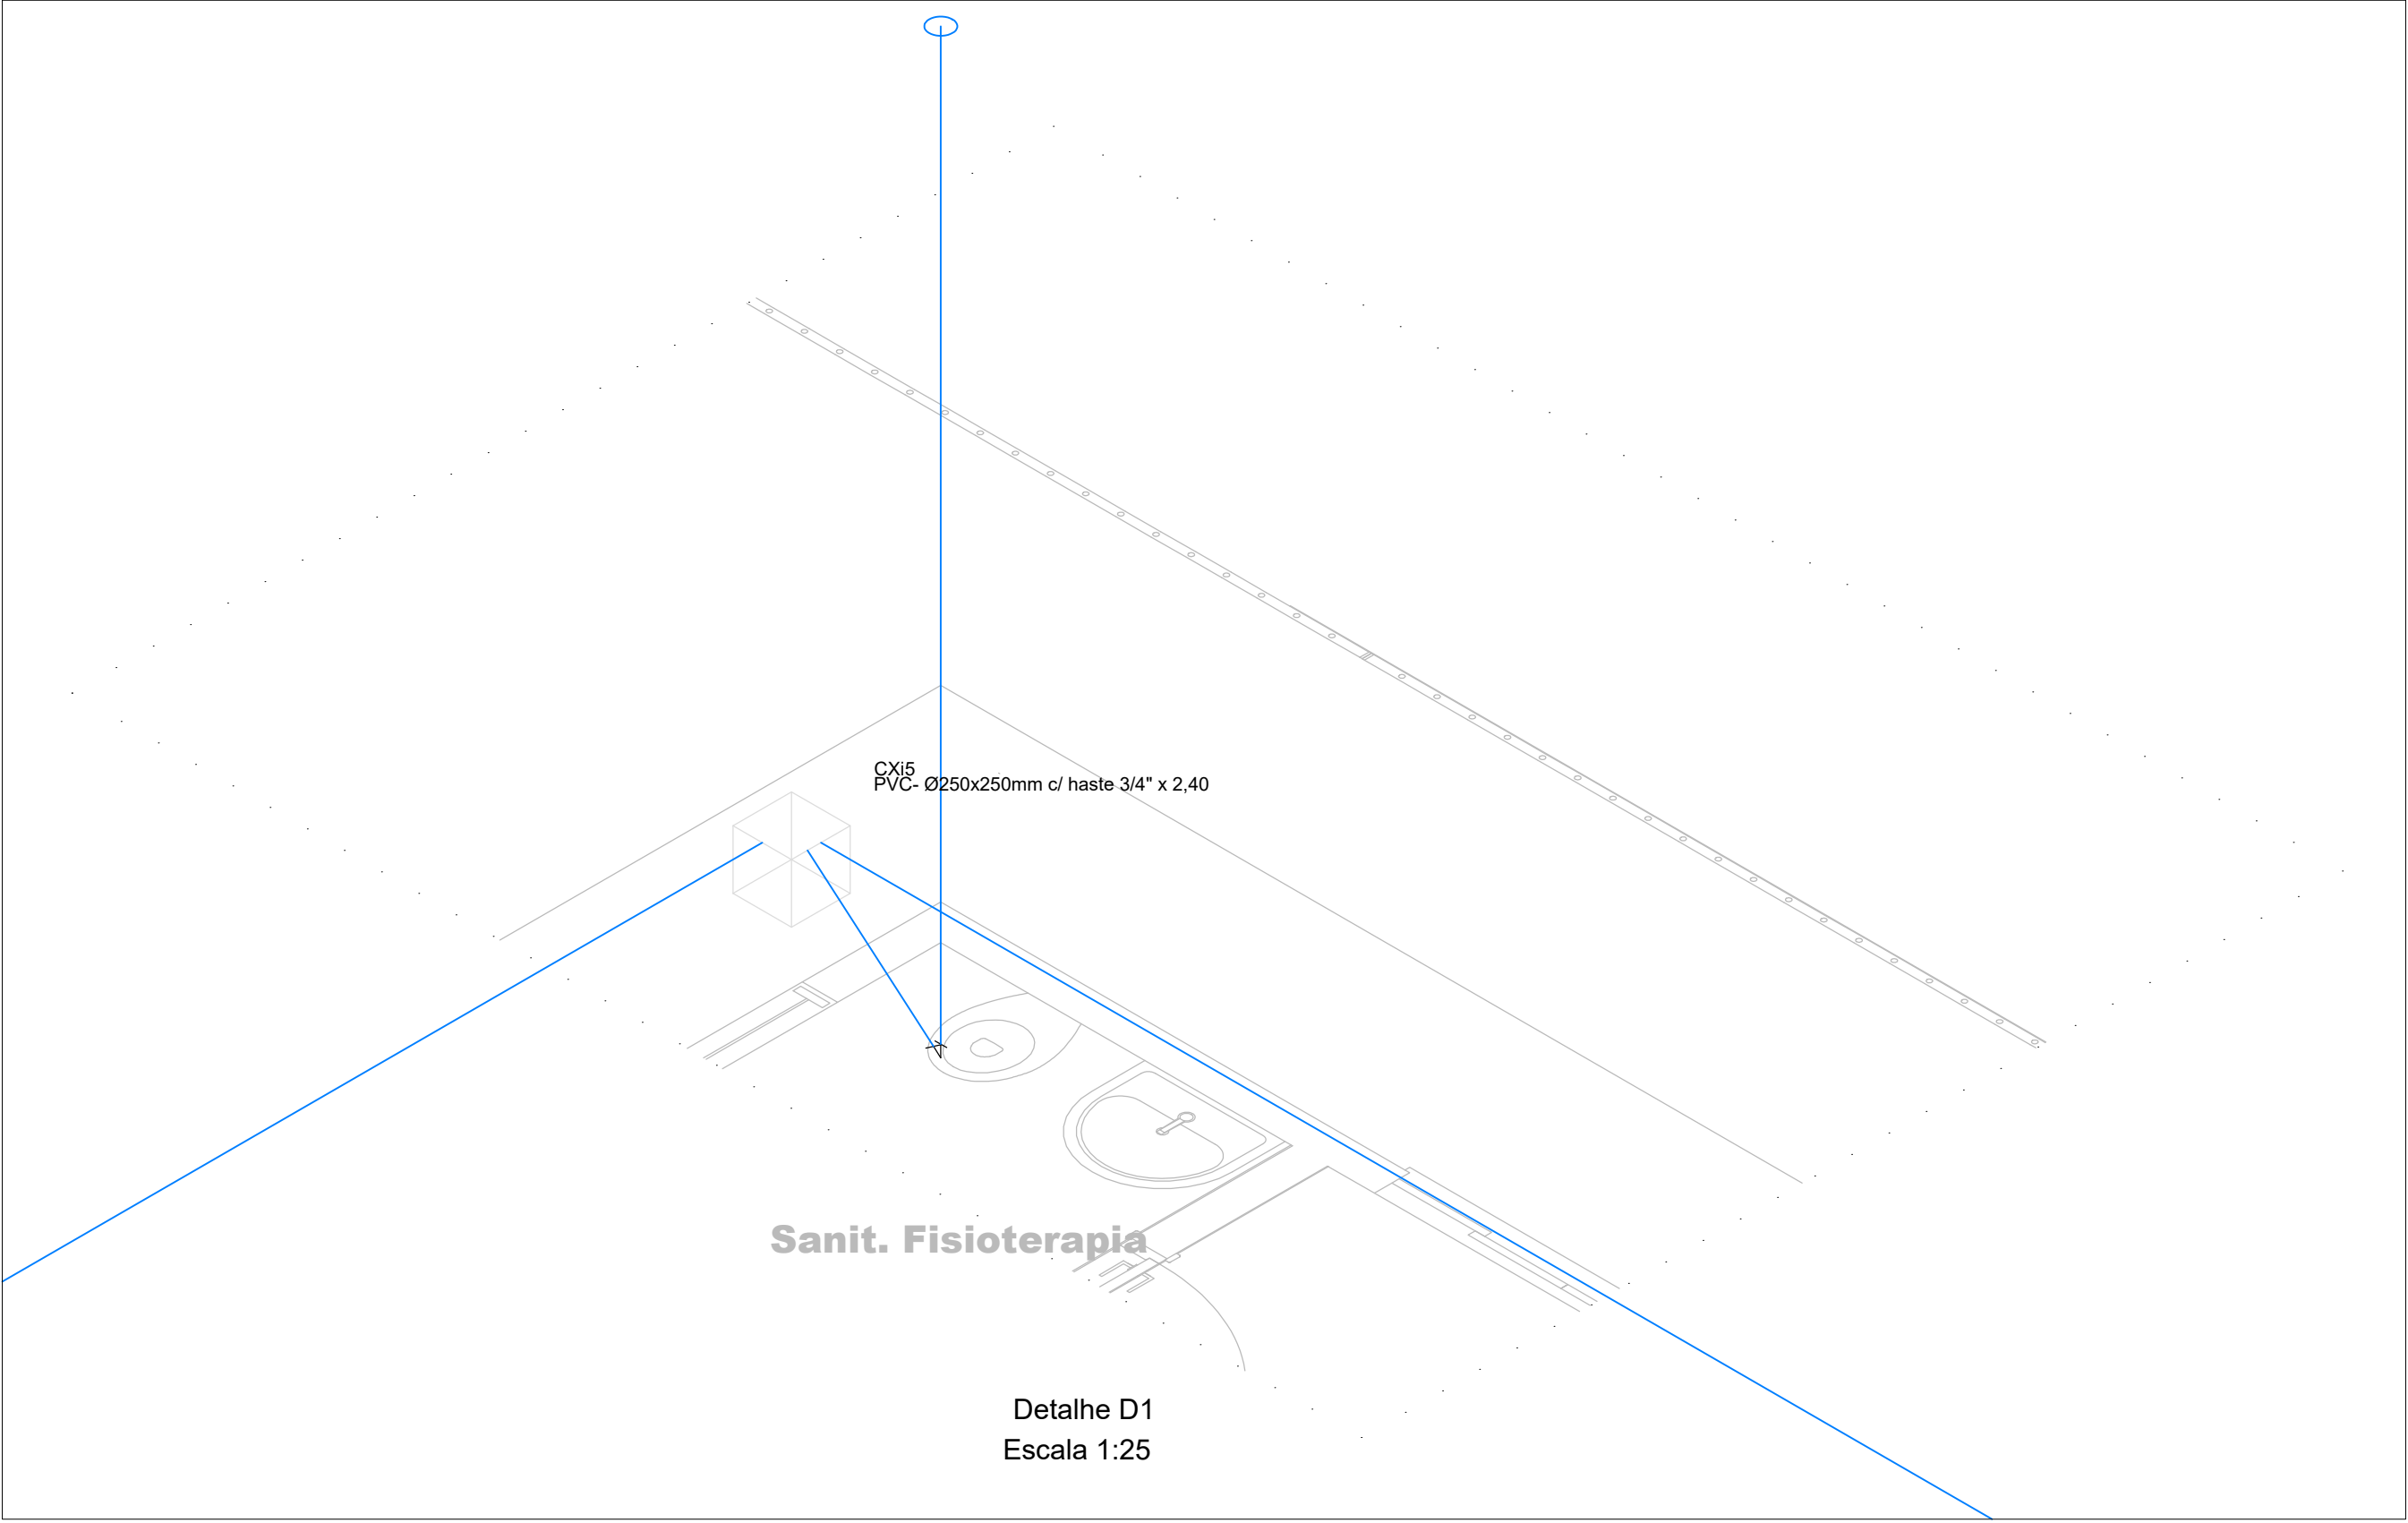 CXi5
PVC- Ø250x250mm c/ haste 3/4" x 2,40
Sanit. Fisioterapia
Detalhe D1
Escala 1:25